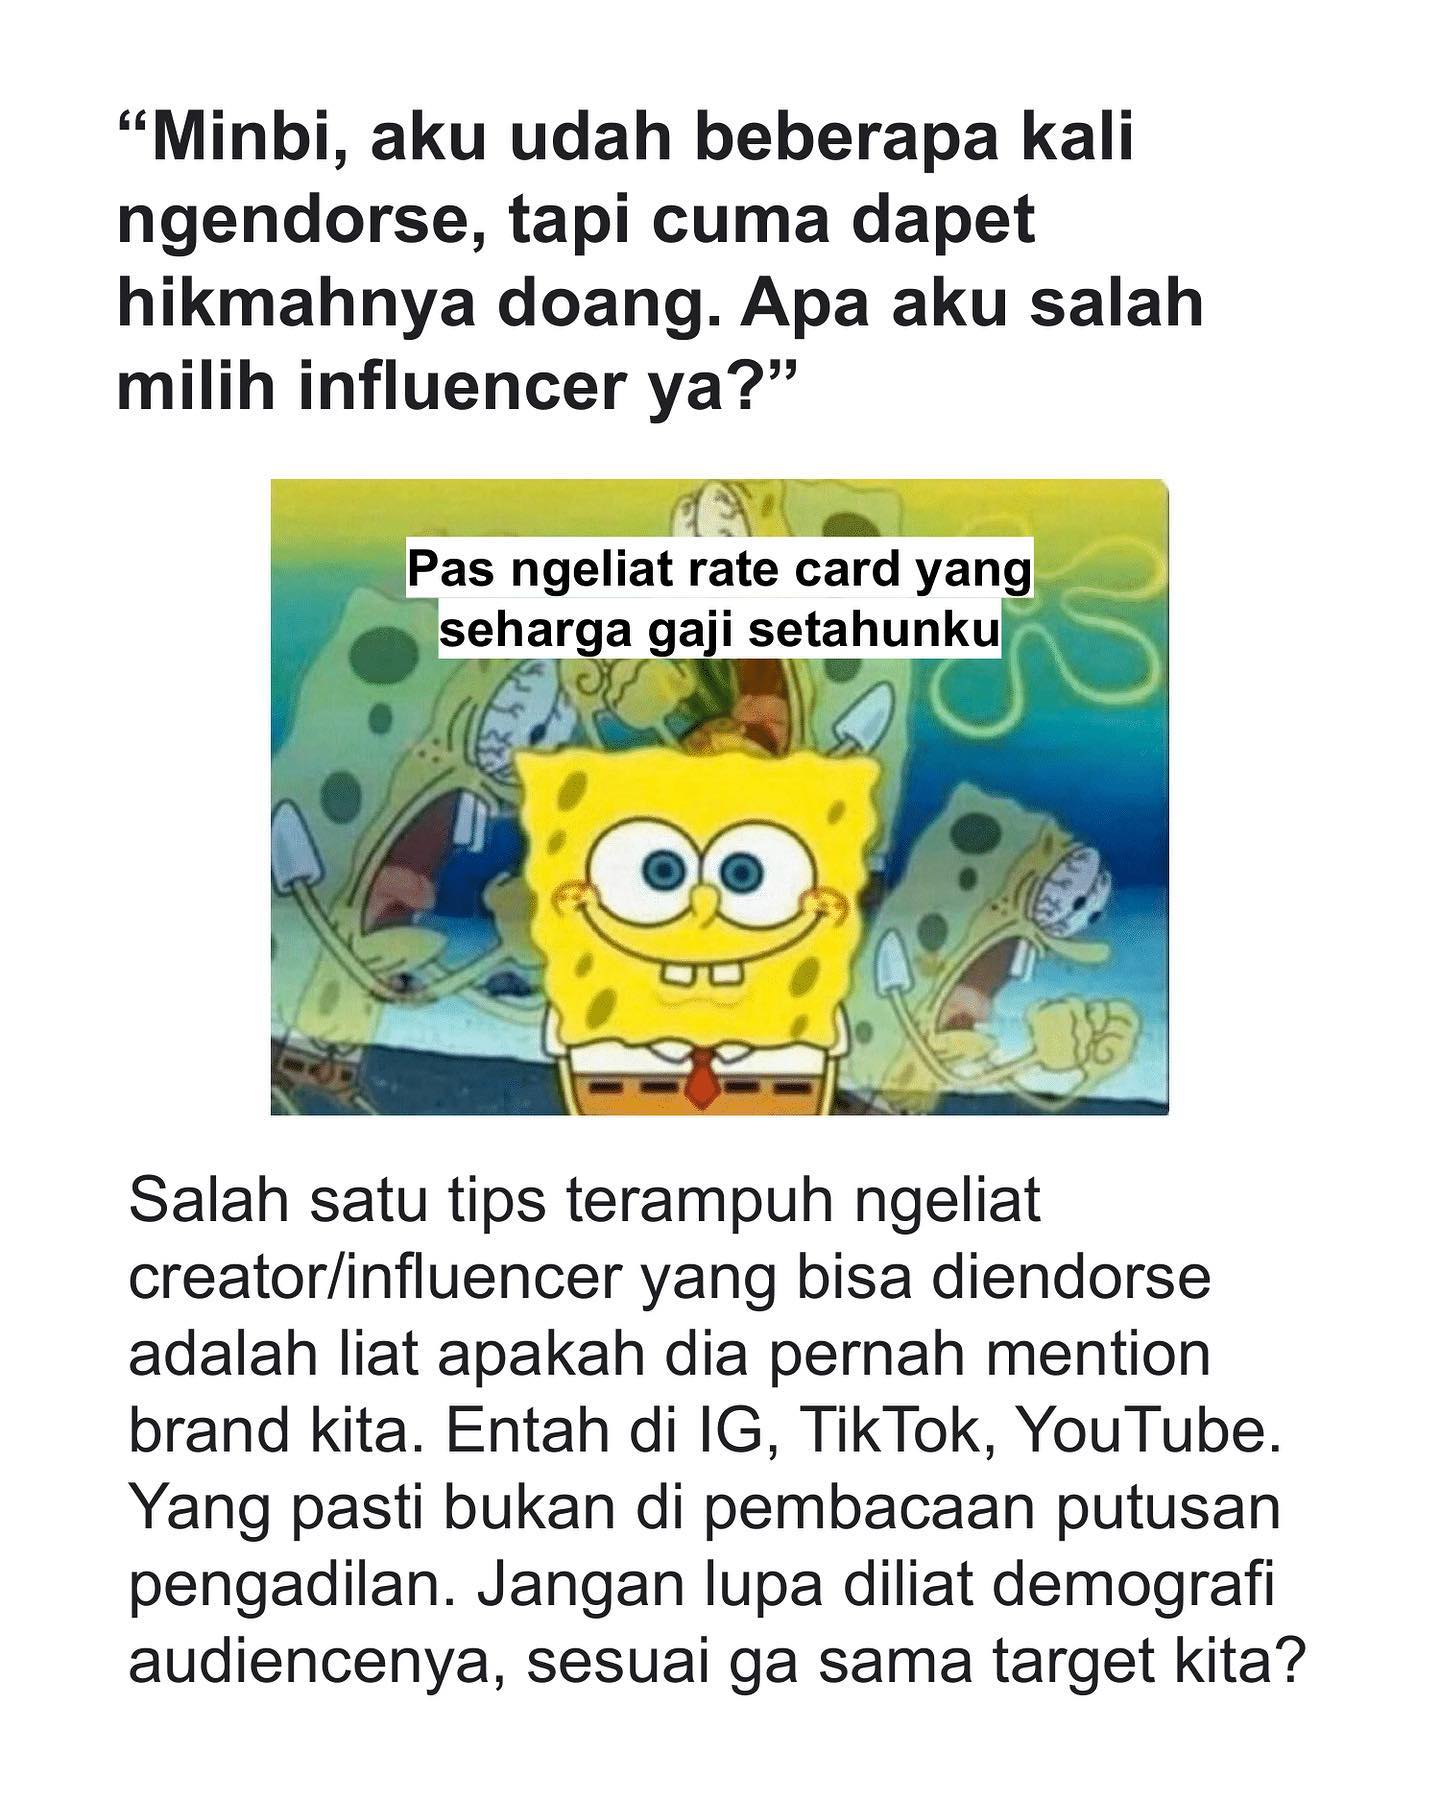 “Minbi, aku udah beberapa kali
ngendorse, tapi cuma dapet
hikmahnya doang. Apa aku salah
milih influencer ya?”
Pas ngeliat rate card yang
seharga gaji setahunku
Salah satu tips terampuh ngeliat
creator/influencer yang bisa diendorse
adalah liat apakah dia pernah mention
brand kita. Entah di IG, TikTok, YouTube.
Yang pasti bukan di pembacaan putusan
pengadilan. Jangan lupa diliat demografi
audiencenya, sesuai ga sama target kita?